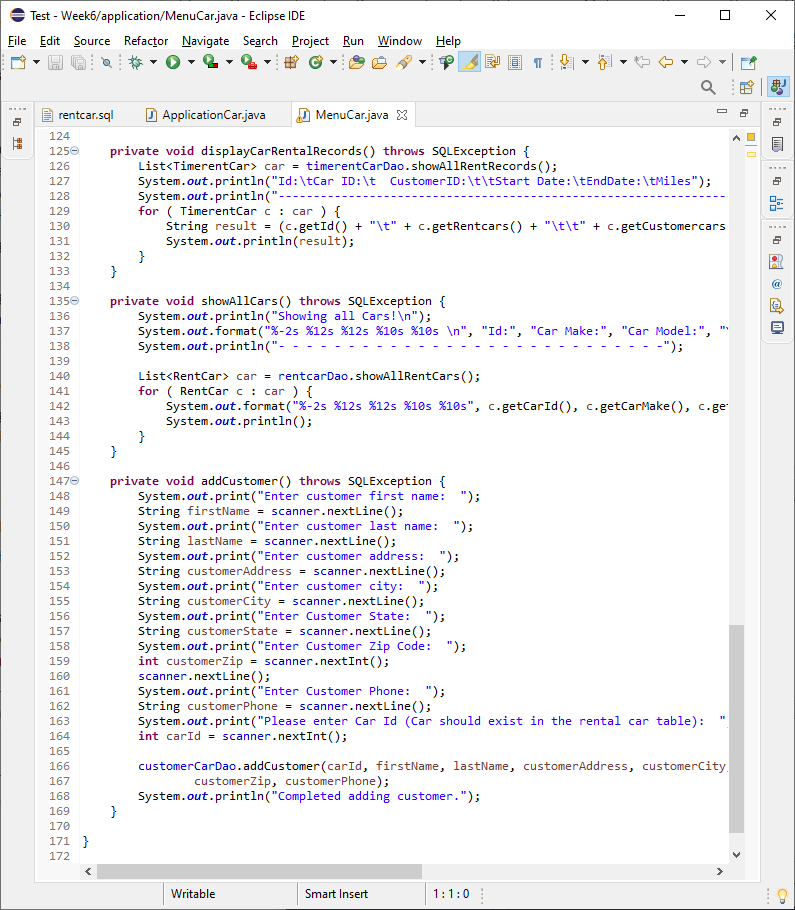 Test - Week6/application/MenuCar.java - Eclipse IDE
File Edit Source Refactor Navigate Search Project Run Window Help
rentcar.sql ApplicationCar.java MenuCar.java
124
125 private void displayCarRentalRecords() throws SQLException {
126 List<TimerentCar> car = timerentCarDao.showAllRentRecords();
127 System.out.println("Id:\tCar ID:\t  CustomerID:\t\tStart Date:\tEndDate:\tMiles");
128 System.out.println("----------------------------------------------------------------
129 for ( TimerentCar c : car ) {
130 String result = (c.getId() + "\t" + c.getRentcars() + "\t\t" + c.getCustomercars
131 System.out.println(result);
132 }
133 }
134
135 private void showAllCars() throws SQLException {
136 System.out.println("Showing all Cars!\n");
137 System.out.format("%-2s %12s %12s %10s %10s \n", "Id:", "Car Make:", "Car Model:", "
138 System.out.println("- - - - - - - - - - - - - - - - - - - - - - - - - - - -");
139
140 List<RentCar> car = rentcarDao.showAllRentCars();
141 for ( RentCar c : car ) {
142 System.out.format("%-2s %12s %12s %10s %10s", c.getCarId(), c.getCarMake(), c.get
143 System.out.println();
144 }
145 }
146
147 private void addCustomer() throws SQLException {
148 System.out.print("Enter customer first name:  ");
149 String firstName = scanner.nextLine();
150 System.out.print("Enter customer last name:  ");
151 String lastName = scanner.nextLine();
152 System.out.print("Enter customer address:  ");
153 String customerAddress = scanner.nextLine();
154 System.out.print("Enter customer city:  ");
155 String customerCity = scanner.nextLine();
156 System.out.print("Enter Customer State:  ");
157 String customerState = scanner.nextLine();
158 System.out.print("Enter Customer Zip Code:  ");
159 int customerZip = scanner.nextInt();
160 scanner.nextLine();
161 System.out.print("Enter Customer Phone:  ");
162 String customerPhone = scanner.nextLine();
163 System.out.print("Please enter Car Id (Car should exist in the rental car table):  "
164 int carId = scanner.nextInt();
165
166 customerCarDao.addCustomer(carId, firstName, lastName, customerAddress, customerCity,
167 customerZip, customerPhone);
168 System.out.println("Completed adding customer.");
169 }
170
171 }
172
Writable Smart Insert 1 : 1 : 0